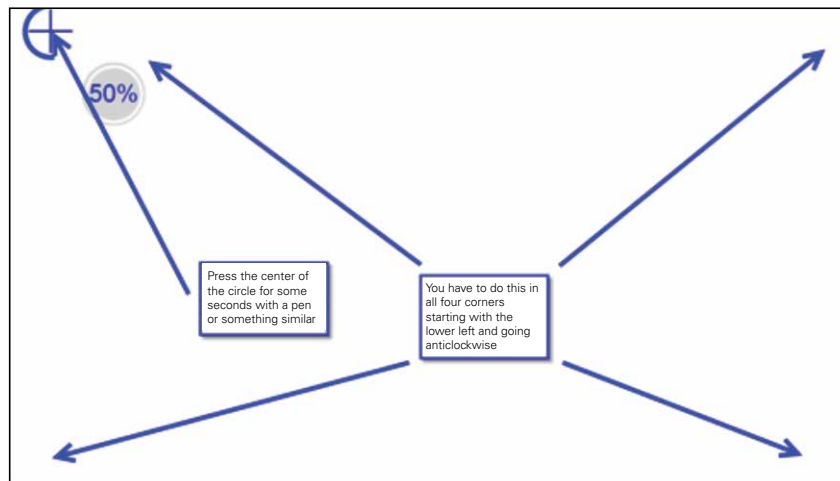 50%
Press the center of
the circle for some
seconds with a pen
or something similar
You have to do this in
all four corners
starting with the
lower left and going
anticlockwise